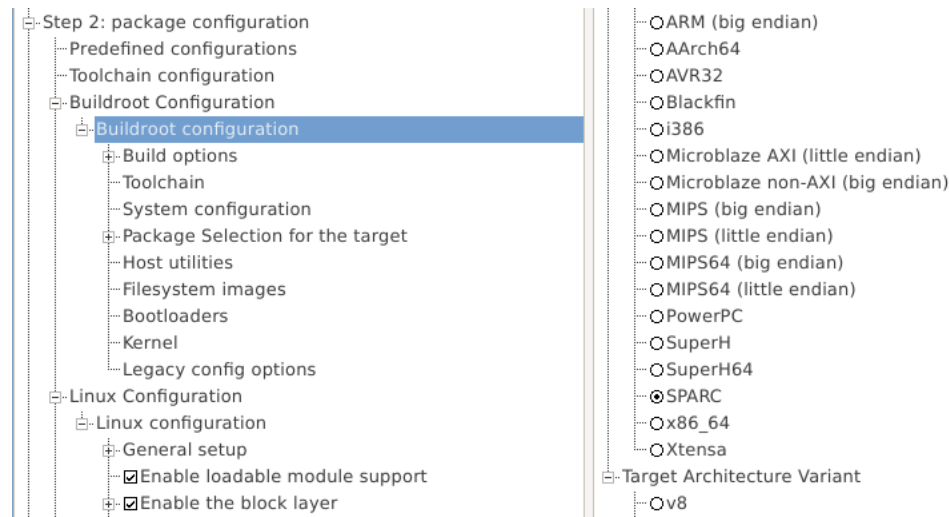 Step 2: package configuration
Predefined configurations
Toolchain configuration
Buildroot Configuration
Buildroot configuration
Build options
Toolchain
System configuration
Package Selection for the target
Host utilities
Filesystem images
Bootloaders
Kernel
Legacy config options
Linux Configuration
Linux configuration
General setup
Enable loadable module support
Enable the block layer
ARM (big endian)
AArch64
AVR32
Blackfin
i386
Microblaze AXI (little endian)
Microblaze non-AXI (big endian)
MIPS (big endian)
MIPS (little endian)
MIPS64 (big endian)
MIPS64 (little endian)
PowerPC
SuperH
SuperH64
SPARC
x86_64
Xtensa
Target Architecture Variant
v8